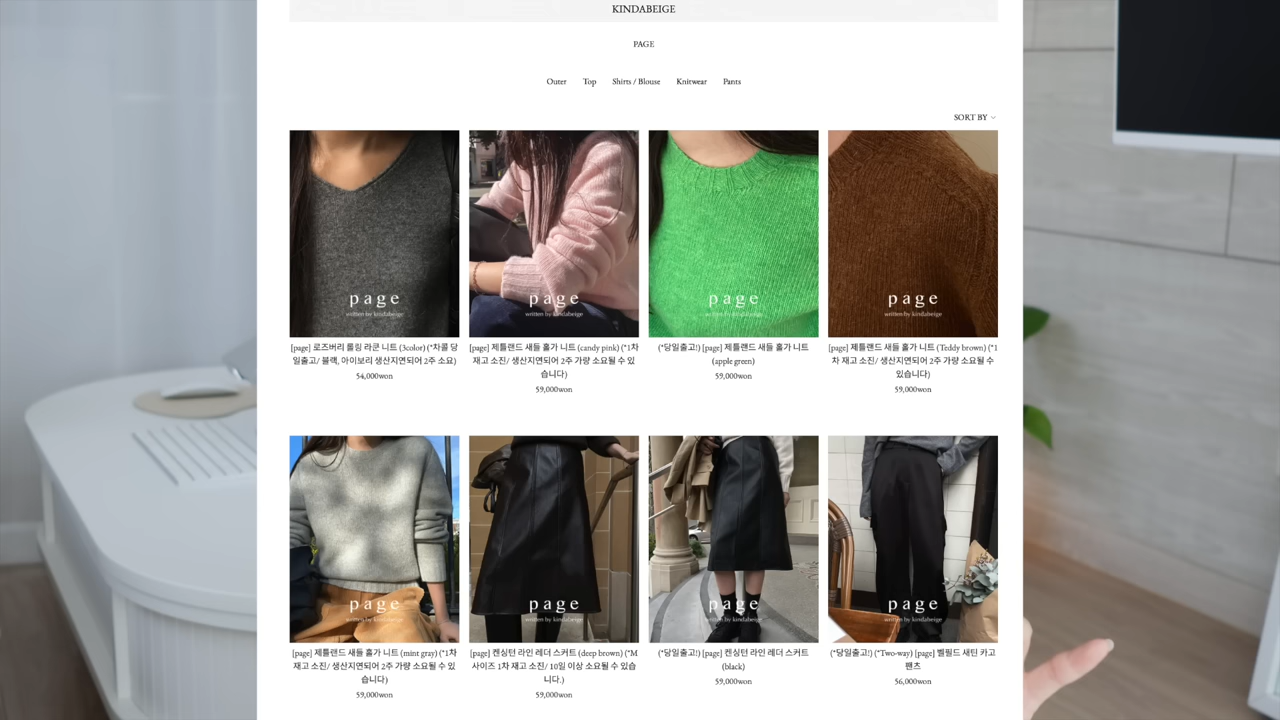 KINDABEIGE
PAGE
Outer Top Shirts / Blouse Knitwear Pants
SORT BY
page
written by kindabeige
page
written by kindabeige
page
written by kindabeige
page
written by kindabeige
[page] 로즈버리 롤링 라쿤 니트 (3color) (*차콜 당
일출고/ 블랙, 아이보리 생산지연되어 2주 소요)
54,000won
[page] 제틀랜드 새들 홀가 니트 (candy pink) (*1차
재고 소진/ 생산지연되어 2주 가량 소요될 수 있
습니다)
59,000won
(*당일출고!) [page] 제틀랜드 새들 홀가 니트
(apple green)
59,000won
[page] 제틀랜드 새들 홀가 니트 (Teddy brown) (*1
차 재고 소진/ 생산지연되어 2주 가량 소요될 수
있습니다)
59,000won
page
written by kindabeige
page
written by kindabeige
page
written by kindabeige
page
written by kindabeige
[page] 제틀랜드 새들 홀가 니트 (mint gray) (*1차
재고 소진/ 생산지연되어 2주 가량 소요될 수 있
습니다)
59,000won
[page] 켄싱턴 라인 레더 스커트 (deep brown) (*M
사이즈 1차 재고 소진/ 10일 이상 소요될 수 있습
니다.)
59,000won
(*당일출고!) [page] 켄싱턴 라인 레더 스커트
(black)
59,000won
(*당일출고!) (*Two-way) [page] 벨필드 새틴 카고
팬츠
56,000won